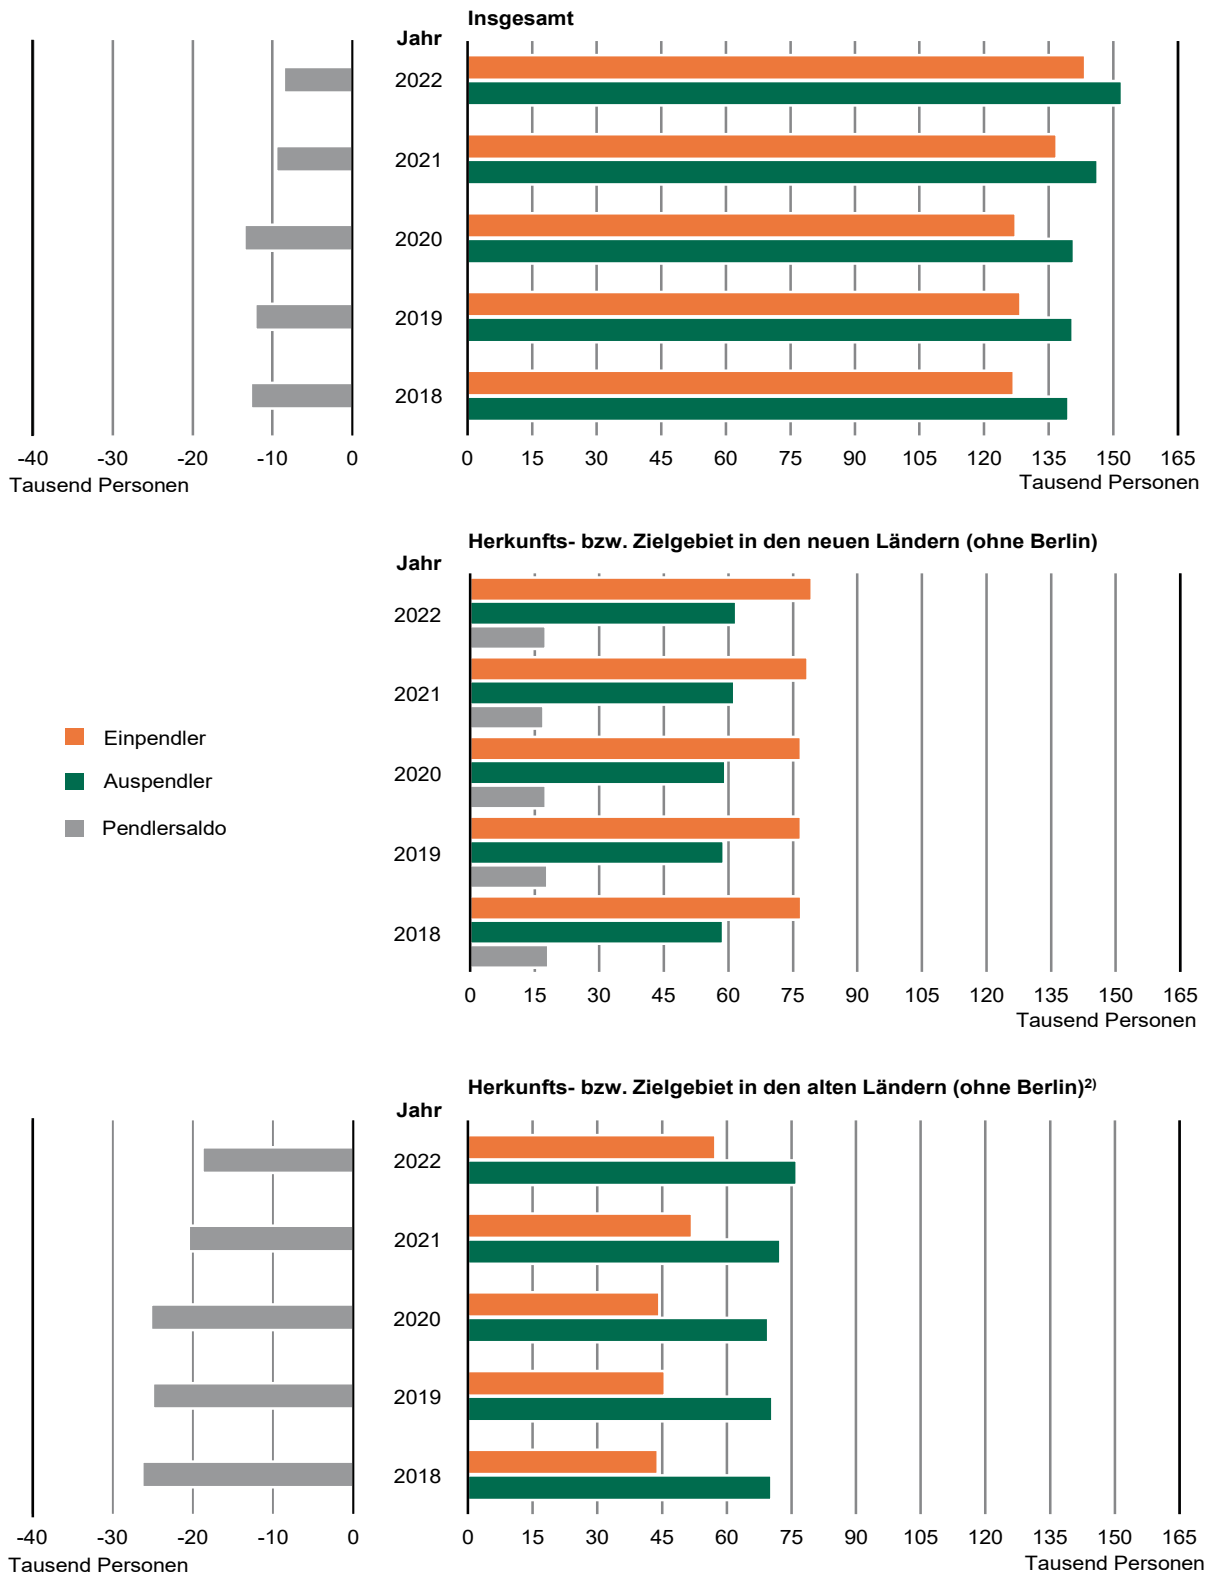 Insgesamt
Jahr
2022
2021
2020
2019
2018
-40 -30 -20 -10 0
Tausend Personen
0 15 30 45 60 75 90 105 120 135 150 165
Tausend Personen
Herkunfts- bzw. Zielgebiet in den neuen Ländern (ohne Berlin)
Jahr
2022
2021
2020
2019
2018
Einpendler
Auspendler
Pendlersaldo
0 15 30 45 60 75 90 105 120 135 150 165
Tausend Personen
Herkunfts- bzw. Zielgebiet in den alten Ländern (ohne Berlin)²⁾
Jahr
2022
2021
2020
2019
2018
-40 -30 -20 -10 0
Tausend Personen
0 15 30 45 60 75 90 105 120 135 150 165
Tausend Personen